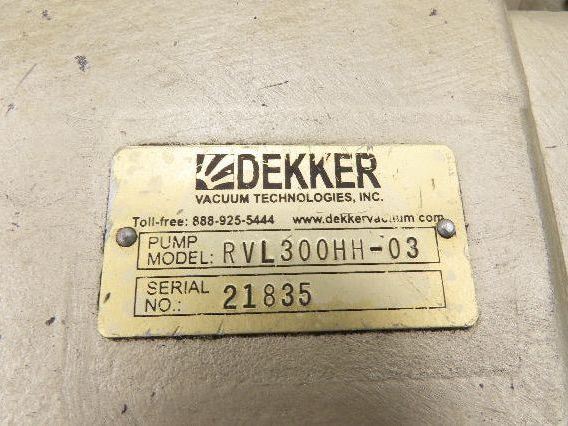 DEKKER
VACUUM TECHNOLOGIES, INC.
Toll-free: 888-925-5444 www.dekkervacuum.com
PUMP
MODEL: RVL300HH-03
SERIAL
NO.: 21835